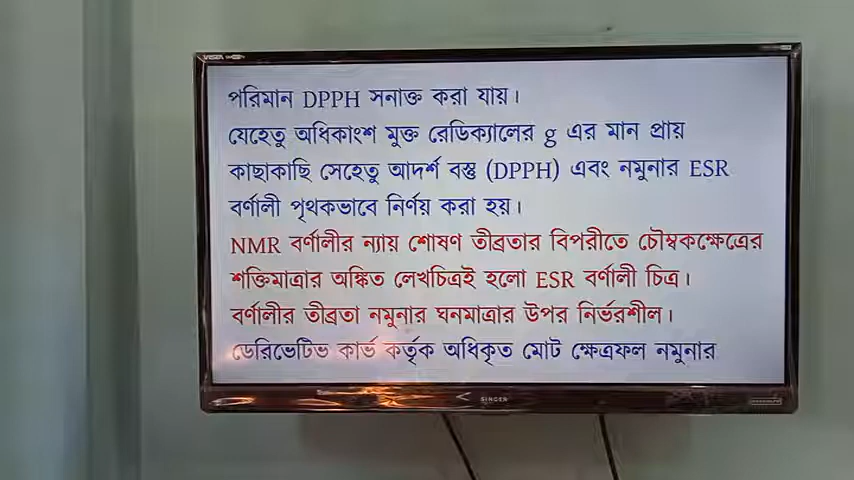 VISTA
পরিমান DPPH সনাক্ত করা যায়।
যেহেতু অধিকাংশ মুক্ত রেডিক্যালের g এর মান প্রায়
কাছাকাছি সেহেতু আদর্শ বস্তু (DPPH) এবং নমুনার ESR
বর্ণালী পৃথকভাবে নির্ণয় করা হয়।
NMR বর্ণালীর ন্যায় শোষণ তীব্রতার বিপরীতে চৌম্বকক্ষেত্রের
শক্তিমাত্রার অঙ্কিত লেখচিত্রই হলো ESR বর্ণালী চিত্র।
বর্ণালীর তীব্রতা নমুনার ঘনমাত্রার উপর নির্ভরশীল।
ডেরিভেটিভ কার্ভ কর্তৃক অধিকৃত মোট ক্ষেত্রফল নমুনার
SINGER